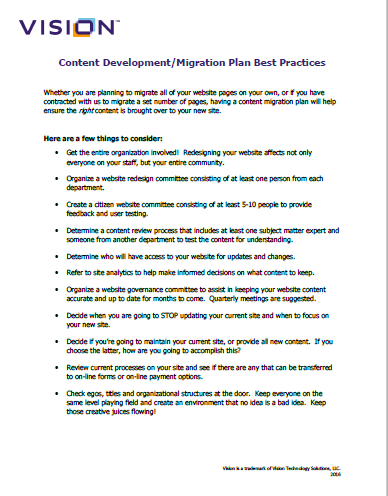 VISION™
Content Development/Migration Plan Best Practices
Whether you are planning to migrate all of your website pages on your own, or if you have
contracted with us to migrate a set number of pages, having a content migration plan will help
ensure the right content is brought over to your new site.
Here are a few things to consider:
• Get the entire organization involved! Redesigning your website affects not only
everyone on your staff, but your entire community.
• Organize a website redesign committee consisting of at least one person from each
department.
• Create a citizen website committee consisting of at least 5-10 people to provide
feedback and user testing.
• Determine a content review process that includes at least one subject matter expert and
someone from another department to test the content for understanding.
• Determine who will have access to your website for updates and changes.
• Refer to site analytics to help make informed decisions on what content to keep.
• Organize a website governance committee to assist in keeping your website content
accurate and up to date for months to come. Quarterly meetings are suggested.
• Decide when you are going to STOP updating your current site and when to focus on
your new site.
• Decide if you're going to maintain your current site, or provide all new content. If you
choose the latter, how are you going to accomplish this?
• Review current processes on your site and see if there are any that can be transferred
to on-line forms or on-line payment options.
• Check egos, titles and organizational structures at the door. Keep everyone on the
same level playing field and create an environment that no idea is a bad idea. Keep
those creative juices flowing!
Vision is a trademark of Vision Technology Solutions, LLC.
2016